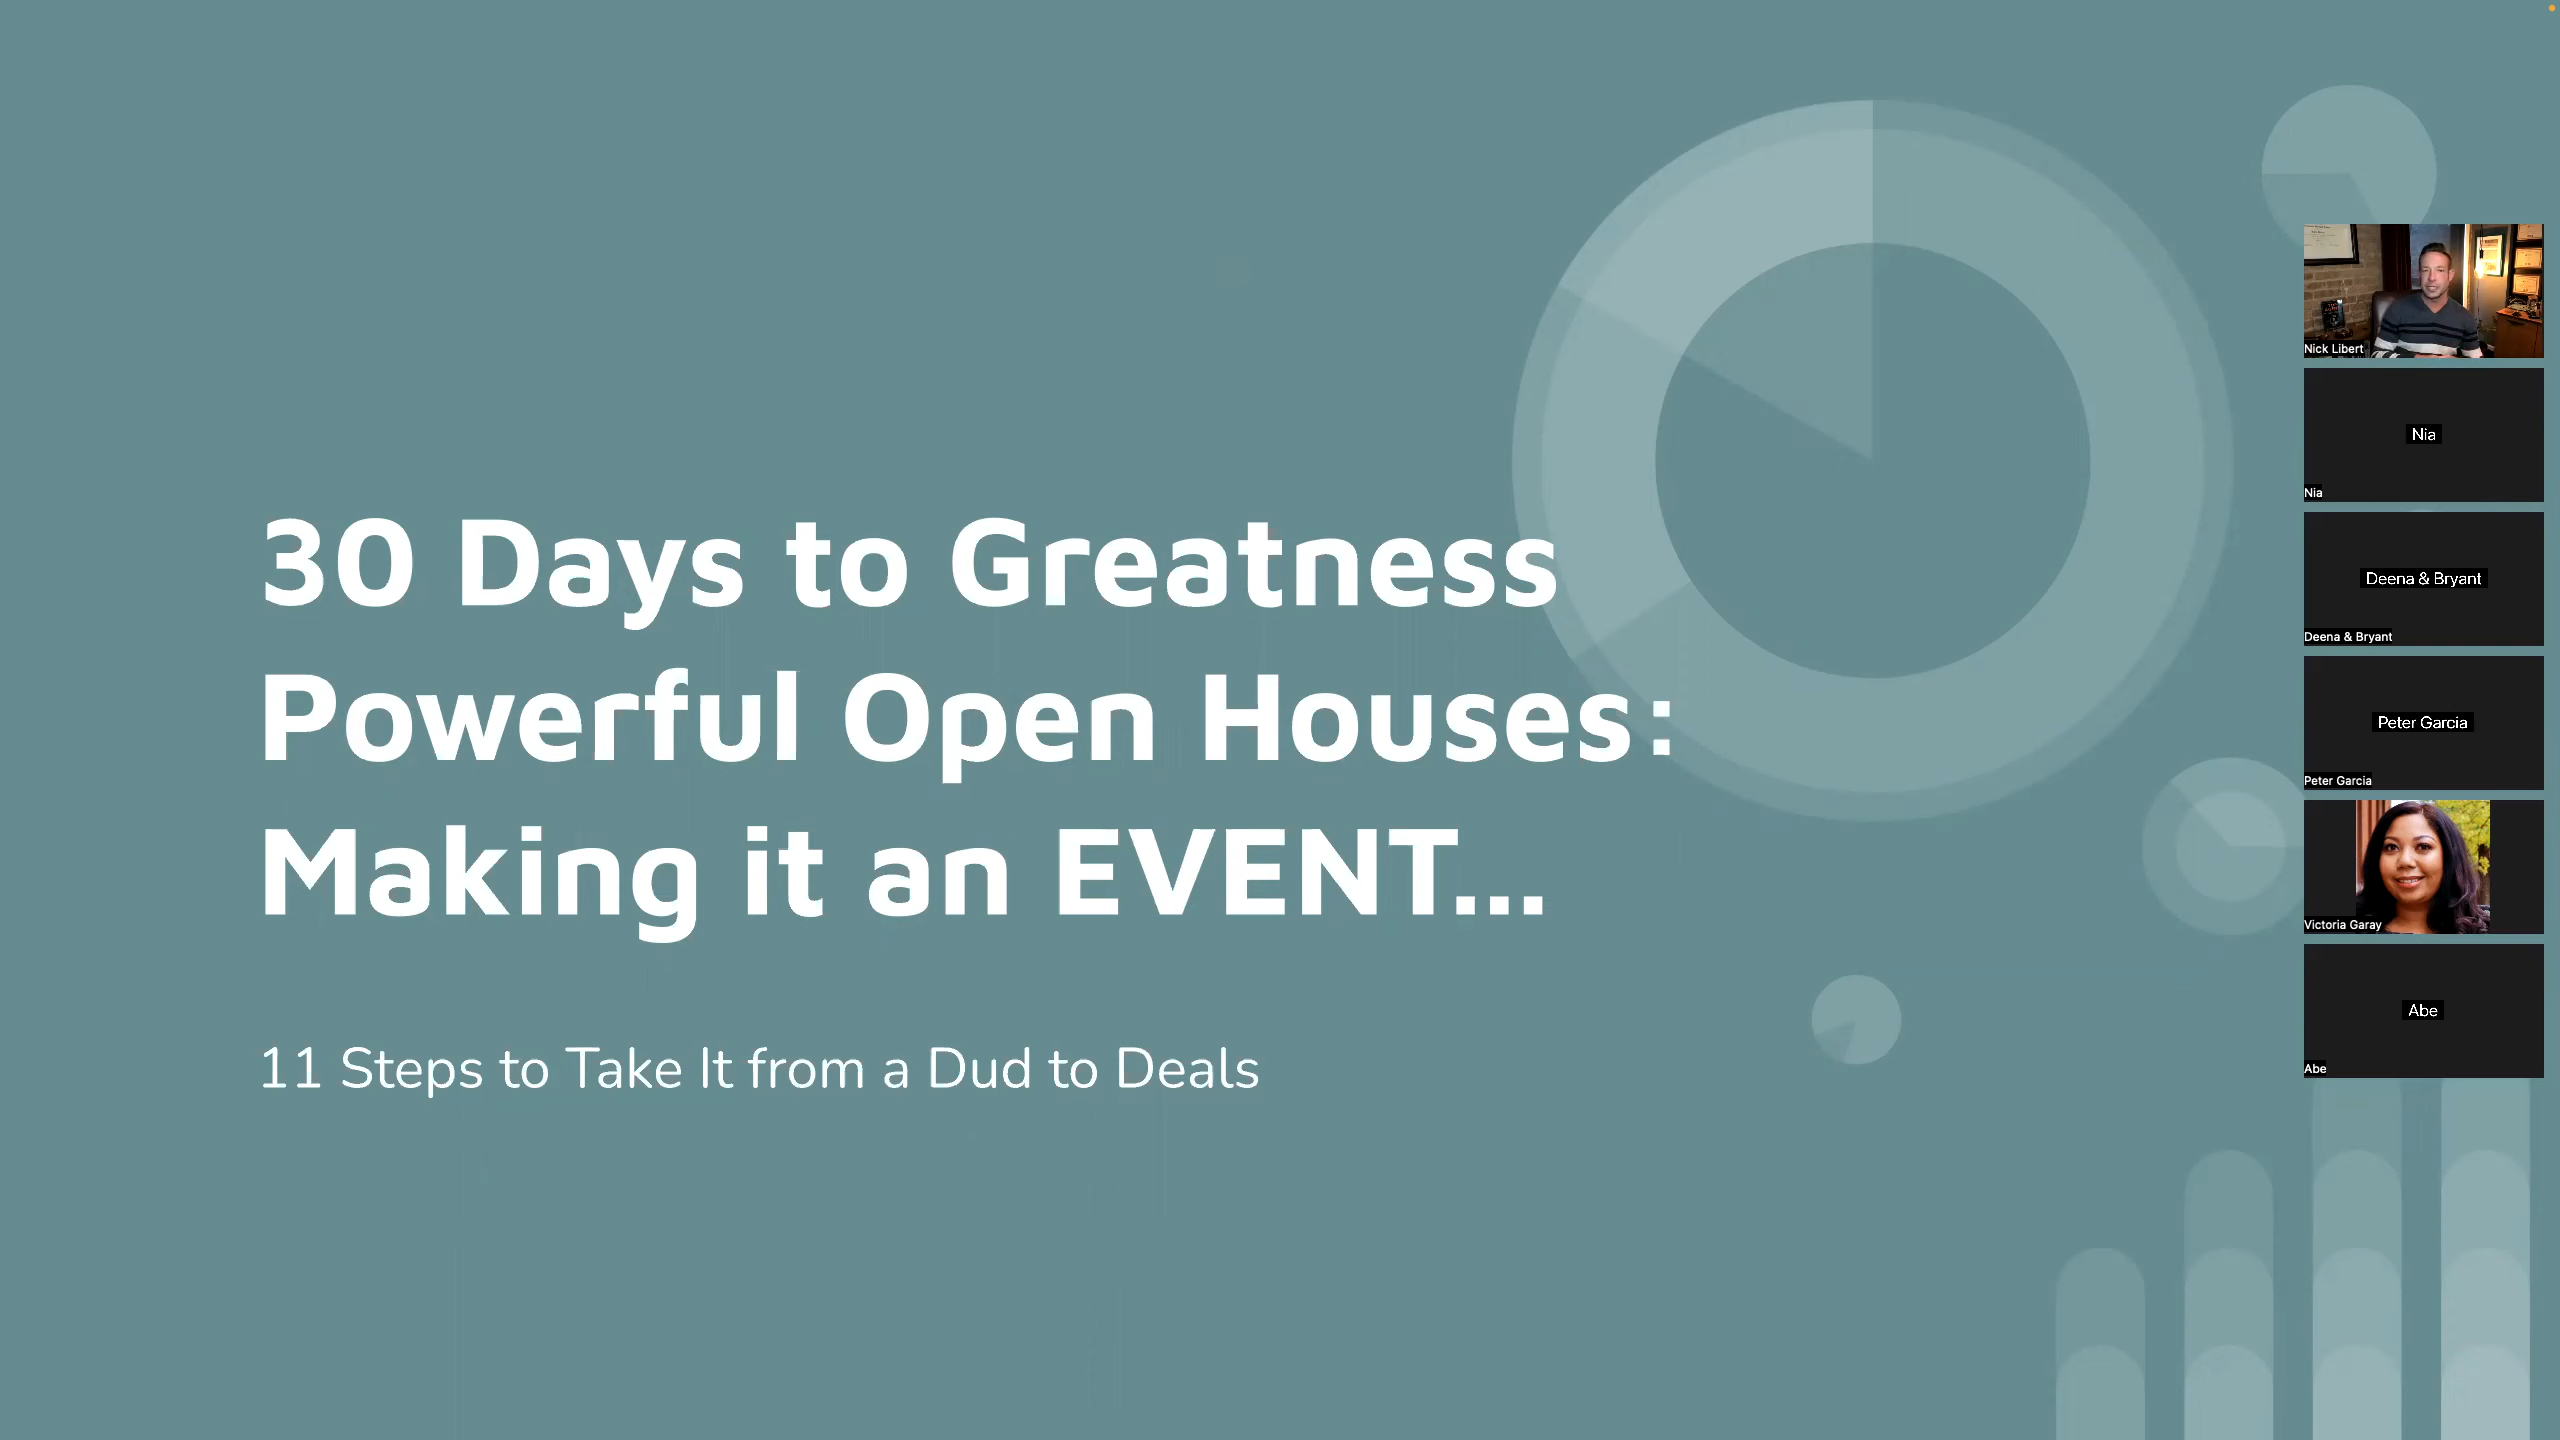 30 Days to Greatness
Powerful Open Houses:
Making it an EVENT...
11 Steps to Take It from a Dud to Deals
Nick Libert
Nia
Nia
Deena & Bryant
Deena & Bryant
Peter Garcia
Peter Garcia
Victoria Garay
Abe
Abe